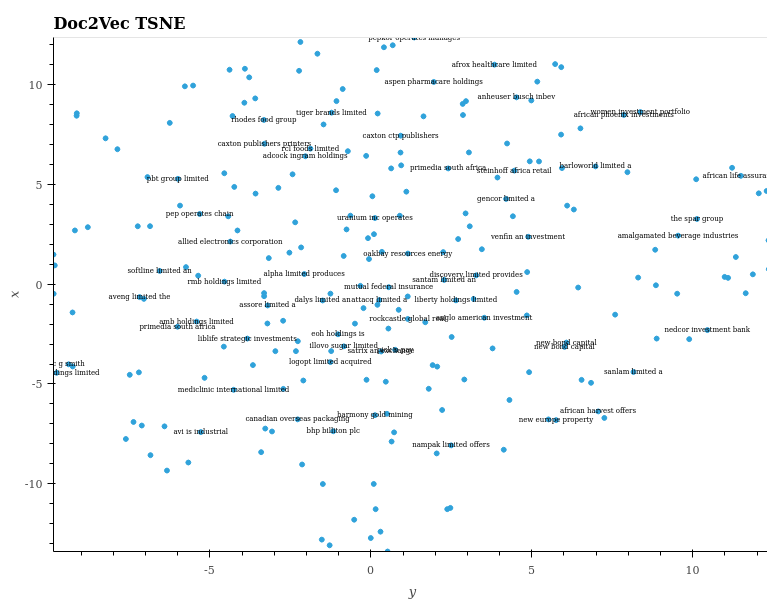 Doc2Vec TSNE
pepkor operates manages
afrox healthcare limited
10
aspen pharmacare holdings
anheuser busch inbev
women investment portfolio
tiger brands limited
african phoenix investments
rhodes food group
caxton ctp publishers
caxton publishers printers
rcl foods limited
adcock ingram holdings
barloworld limited a
primedia south africa
steinhoff africa retail
5
pbt group limited
african life assura
gencor limited a
pep operates chain
uranium inc operates
the spar group
venfin an investment
amalgamated beverage industries
allied electronics corporation
oakbay resources energy
softline limited an
alpha limited produces
discovery limited provides
rmb holdings limited
santam limited an
0
mutual federal insurance
aveng limited the
dalys limited an
attacq limited a
liberty holdings limited
assore limited a
rockcastle global real
anglo american investment
amb holdings limited
primedia south africa
nedcor investment bank
eoh holdings is
liblife strategic investments
new bond capital
illovo sugar limited
new bond capital
satrix an exchange
logopt limited acquired
g smith
dings limited
sanlam limited a
-5
mediclinic international limited
african harvest offers
harmony gold mining
canadian overseas packaging
new europe property
avi is industrial
bhp billiton plc
nampak limited offers
-10
-5
0
5
10
x
y